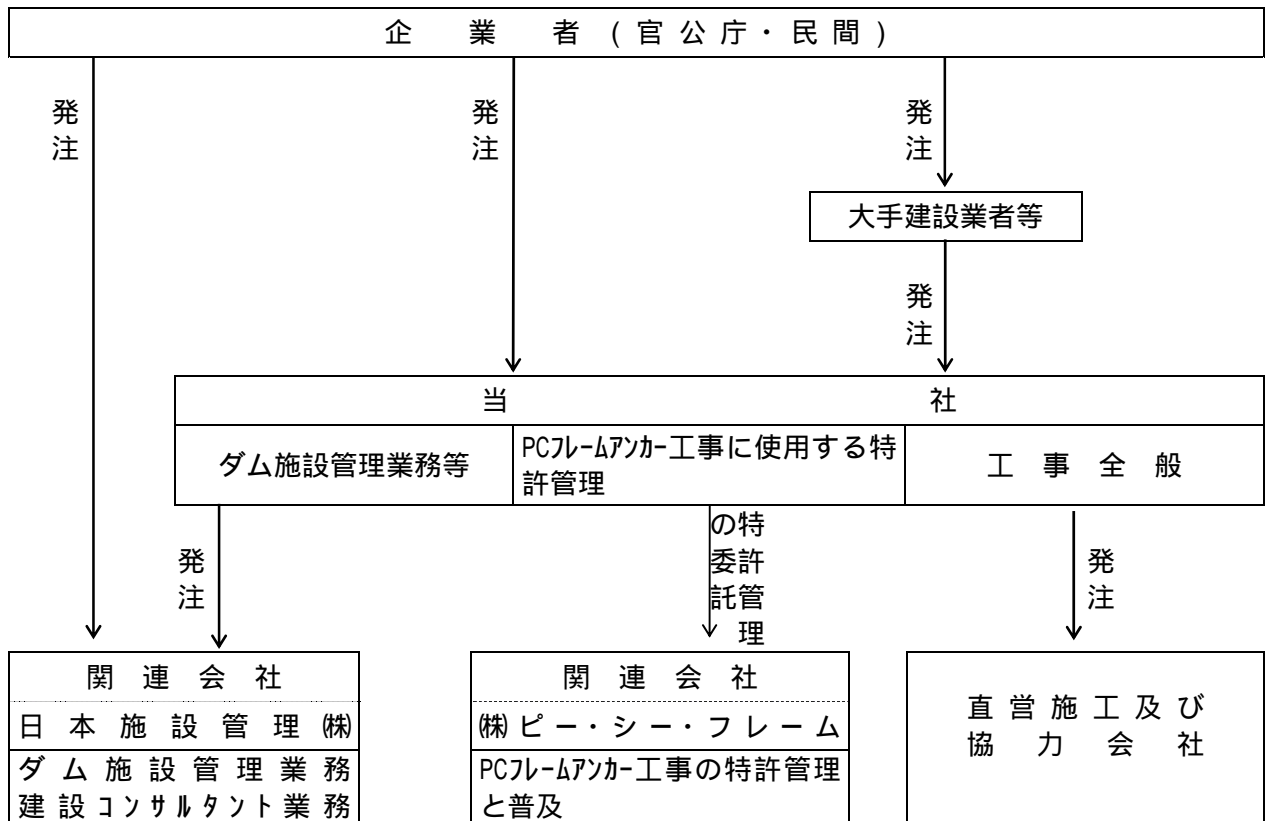 企業者(官公庁・民間)
発注
発注
発注
大手建設業者等
発注
当社
ダム施設管理業務等
PCﾌﾚｰﾑｱﾝｶｰ工事に使用する特
許管理
工事全般
発注
特許管理
の委託
発注
関連会社
日本施設管理㈱
ダム施設管理業務
建設コンサルタント業務
関連会社
㈱ピー・シー・フレーム
PCﾌﾚｰﾑｱﾝｶｰ工事の特許管理
と普及
直営施工及び
協力会社